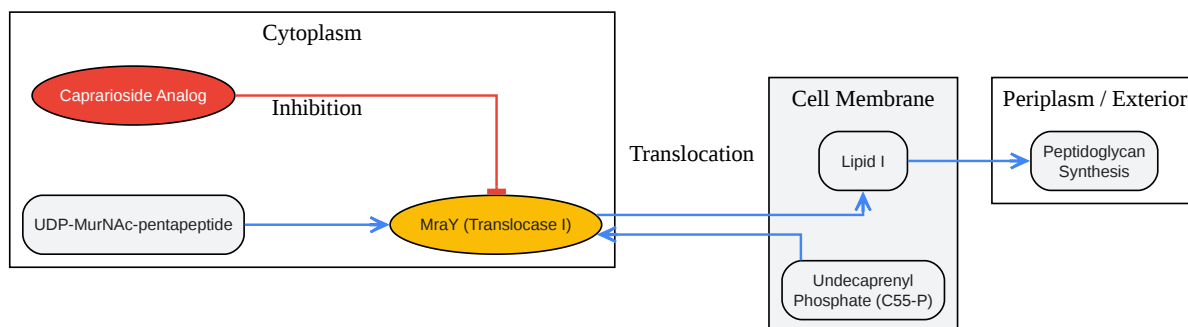 Cytoplasm
Caprarioside Analog
Inhibition
UDP-MurNAc-pentapeptide
MraY (Translocase I)
Translocation
Cell Membrane
Lipid I
Undecaprenyl
Phosphate (C55-P)
Periplasm / Exterior
Peptidoglycan
Synthesis